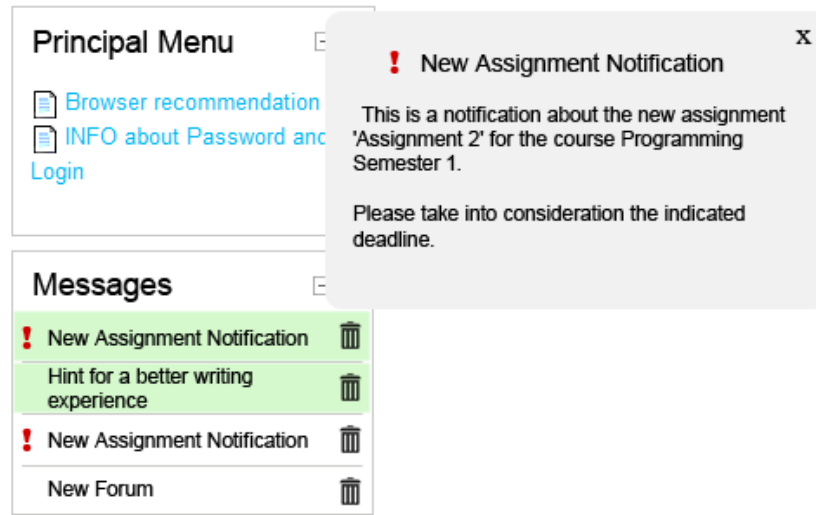 Principal Menu
Browser recommendation
INFO about Password and
Login
x
New Assignment Notification
This is a notification about the new assignment
'Assignment 2' for the course Programming
Semester 1.
Please take into consideration the indicated
deadline.
Messages
New Assignment Notification
Hint for a better writing
experience
New Assignment Notification
New Forum